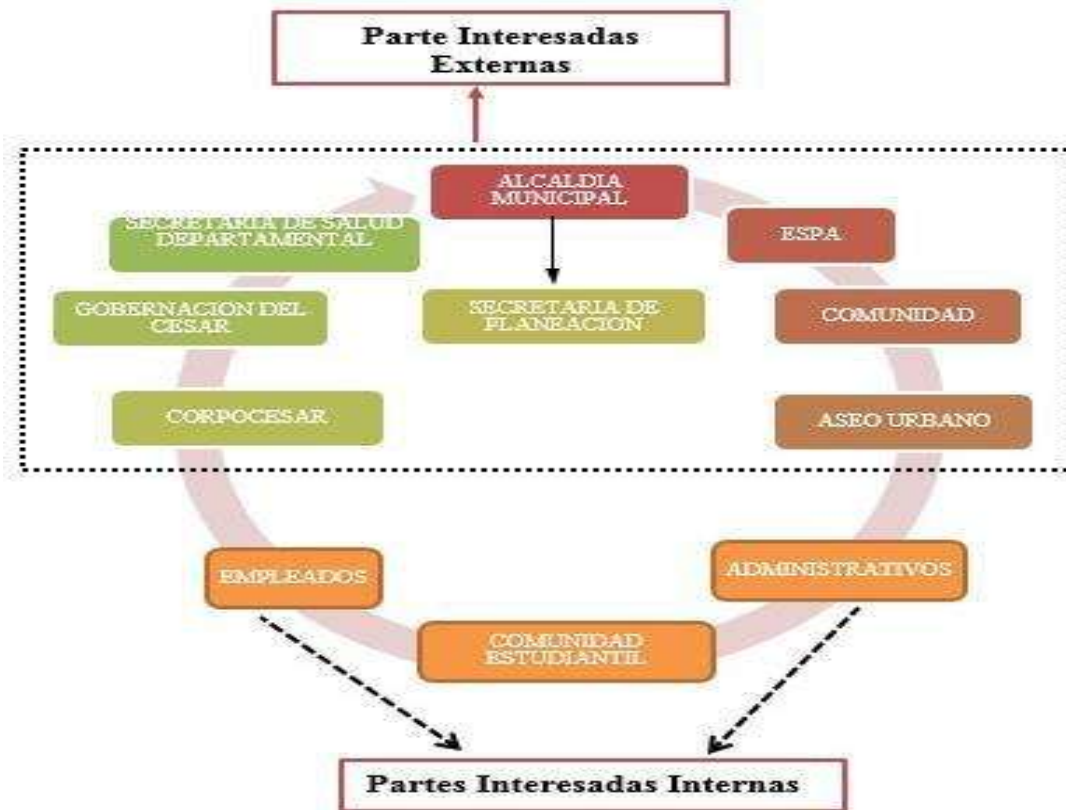 Parte Interesadas
Externas
ALCALDIA
MUNICIPAL
SECRETARIA DE SALUD
DEPARTAMENTAL
ESPA
GOBERNACION DEL
CESAR
SECRETARIA DE
PLANEACION
COMUNIDAD
CORPOCESAR
ASEO URBANO
EMPLEADOS
ADMINISTRATIVOS
COMUNIDAD
ESTUDIANTIL
Partes Interesadas Internas